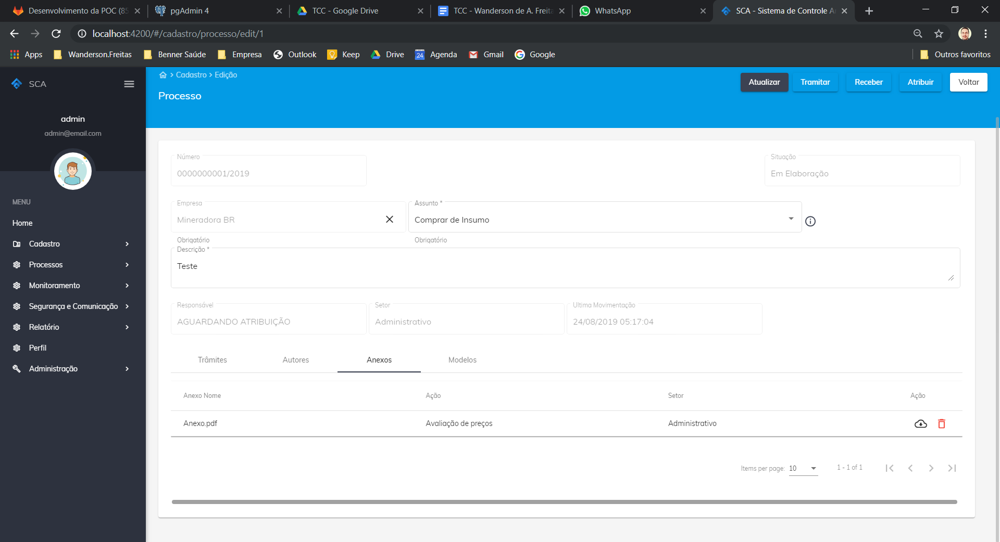 Desenvolvimento da POC (85
pgAdmin 4
TCC - Google Drive
TCC - Wanderson de A. Freita
WhatsApp
SCA - Sistema de Controle A
localhost:4200/#/cadastro/processo/edit/1
Apps
Wanderson.Freitas
Benner Saúde
Empresa
Outlook
Keep
Drive
24
Agenda
Gmail
Google
Outros favoritos
SCA
Cadastro
Edição
Processo
Atualizar
Tramitar
Receber
Atribuir
Voltar
admin
admin@email.com
MENU
Home
Cadastro
Processos
Monitoramento
Segurança e Comunicação
Relatório
Perfil
Administração
Número
0000000001/2019
Situação
Em Elaboração
Empresa
Mineradora BR
Obrigatório
Assunto *
Comprar de Insumo
Obrigatório
Descrição *
Teste
Responsável
AGUARDANDO ATRIBUIÇÃO
Setor
Administrativo
Ultima Movimentação
24/08/2019 05:17:04
Trâmites
Autores
Anexos
Modelos
Anexo Nome
Ação
Setor
Ação
Anexo.pdf
Avaliação de preços
Administrativo
Items per page:
10
1 - 1 of 1